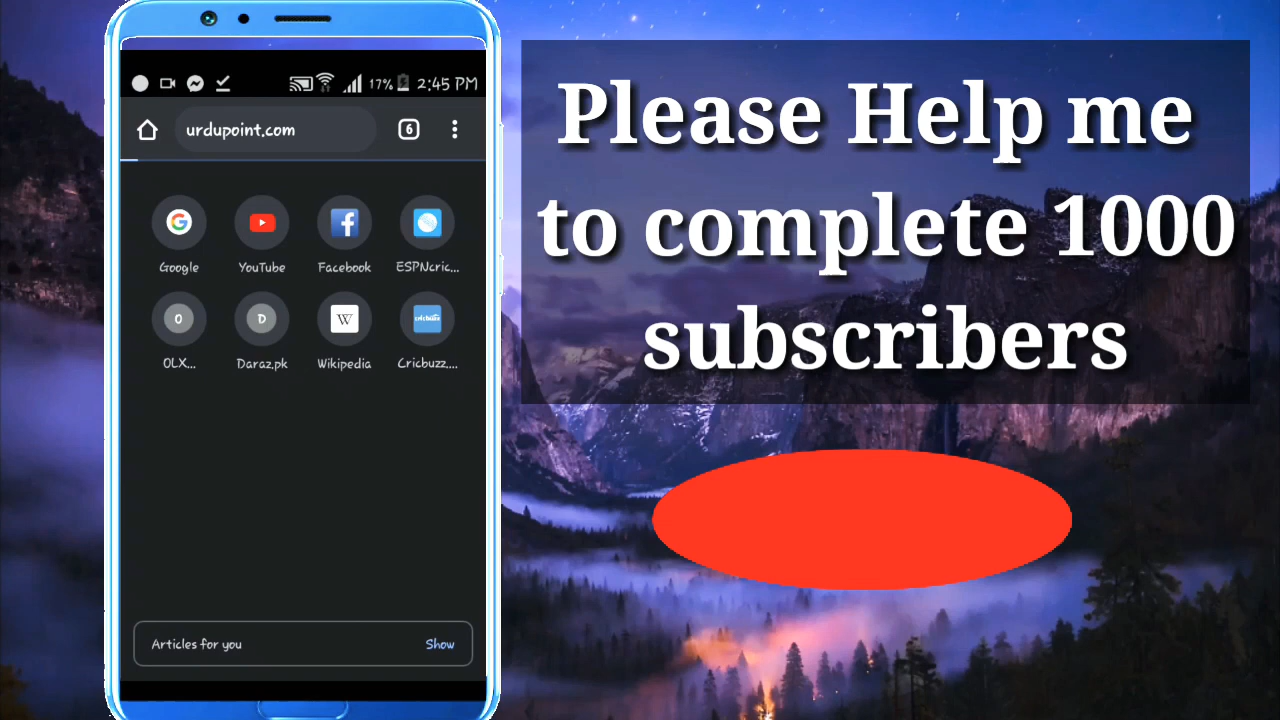 17% 2:45 PM
urdupoint.com 6
Google YouTube Facebook ESPNcric...
O D W cricbuzz
OLX... Daraz.pk Wikipedia Cricbuzz....
Articles for you Show
Please Help me
to complete 1000
subscribers